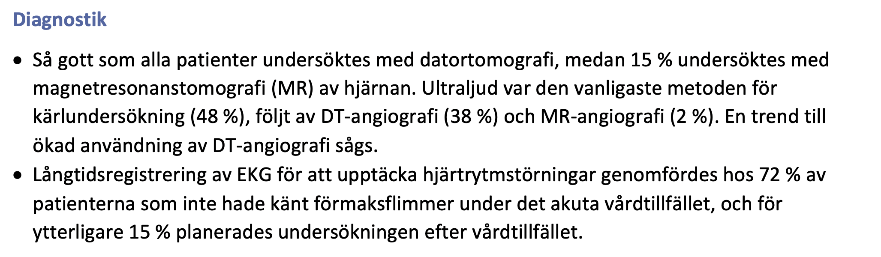 Diagnostik
• Så gott som alla patienter undersöktes med datortomografi, medan 15 % undersöktes med
magnetresonanstomografi (MR) av hjärnan. Ultraljud var den vanligaste metoden för
kärlundersökning (48 %), följt av DT-angiografi (38 %) och MR-angiografi (2 %). En trend till
ökad användning av DT-angiografi sågs.
• Långtidsregistrering av EKG för att upptäcka hjärtrytmstörningar genomfördes hos 72 % av
patienterna som inte hade känt förmaksflimmer under det akuta vårdtillfället, och för
ytterligare 15 % planerades undersökningen efter vårdtillfället.